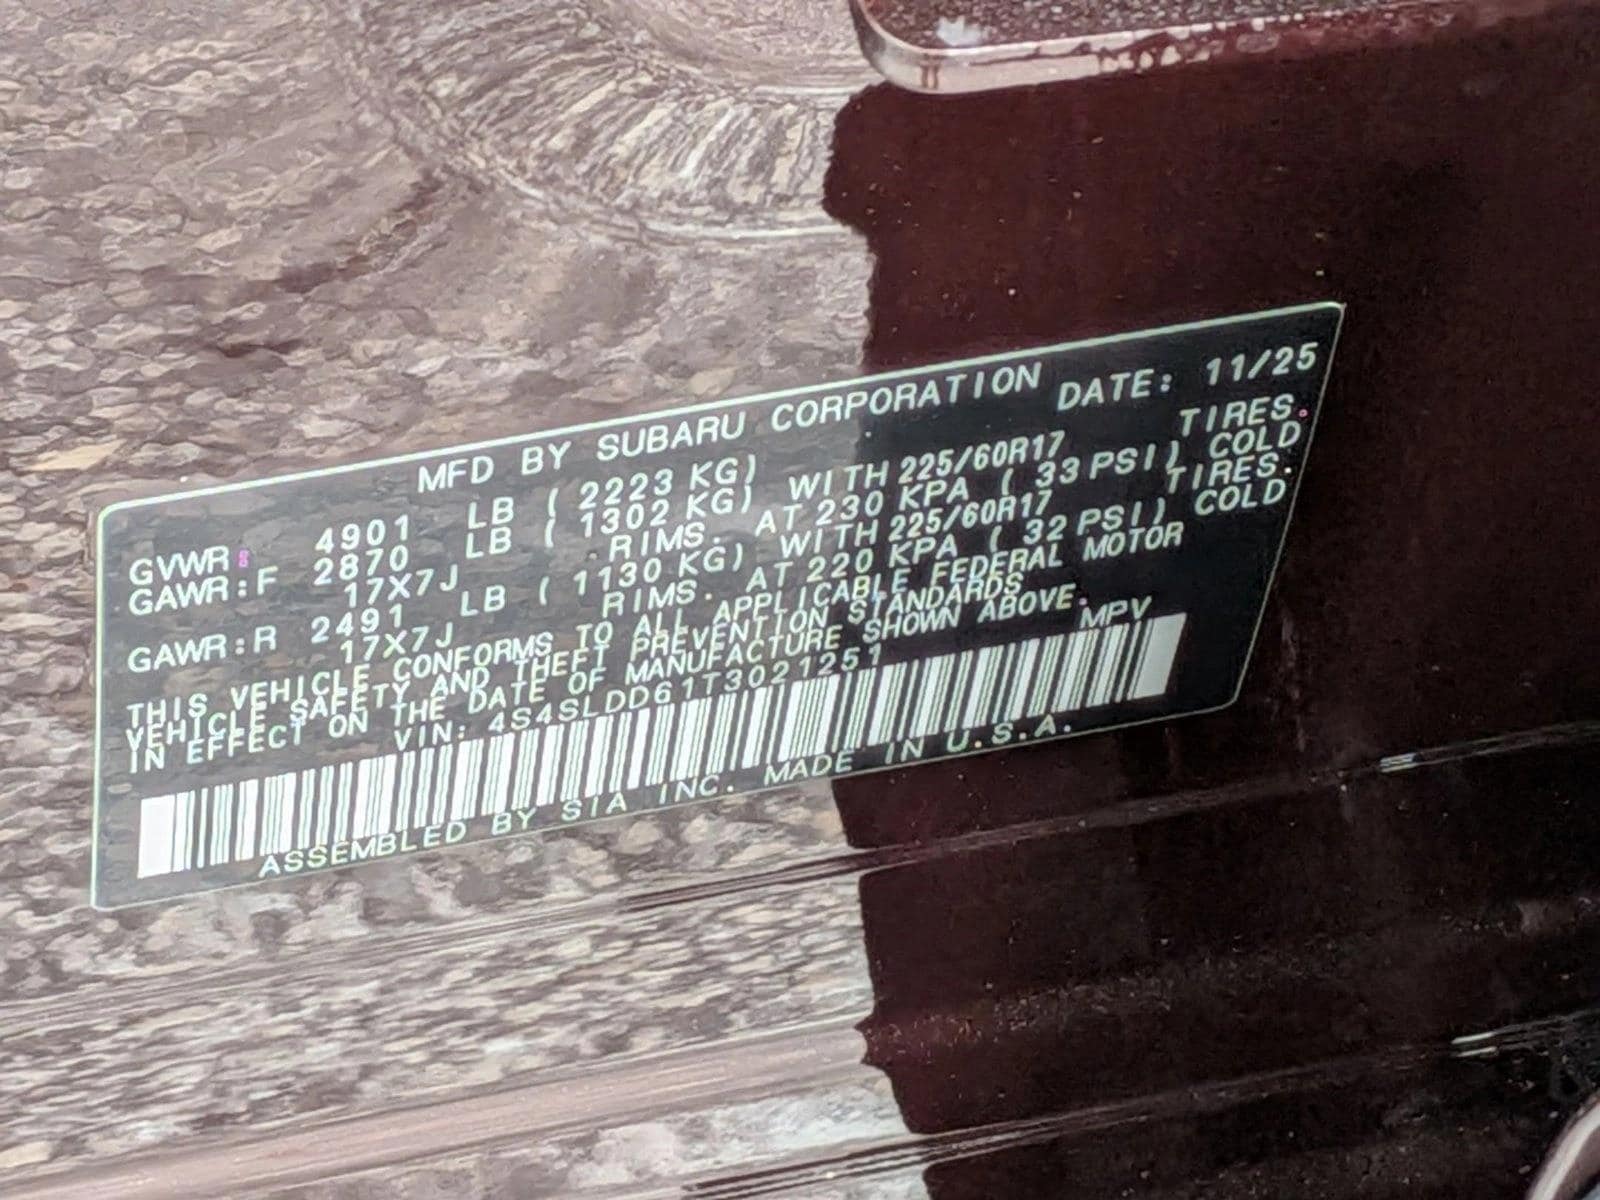 MFD BY SUBARU CORPORATION DATE: 11/25
GVWR: 4901 LB ( 2223 KG)
GAWR:F 2870 LB ( 1302 KG) WITH 225/60R17 TIRES.
17X7J RIMS. AT 230 KPA ( 33 PSI) COLD
GAWR:R 2491 LB ( 1130 KG) WITH 225/60R17 TIRES.
17X7J RIMS. AT 220 KPA ( 32 PSI) COLD
THIS VEHICLE CONFORMS TO ALL APPLICABLE FEDERAL MOTOR
VEHICLE SAFETY AND THEFT PREVENTION STANDARDS
IN EFFECT ON THE DATE OF MANUFACTURE SHOWN ABOVE.
VIN: 4S4SLDD61T3021251 MPV
ASSEMBLED BY SIA INC. MADE IN U.S.A.